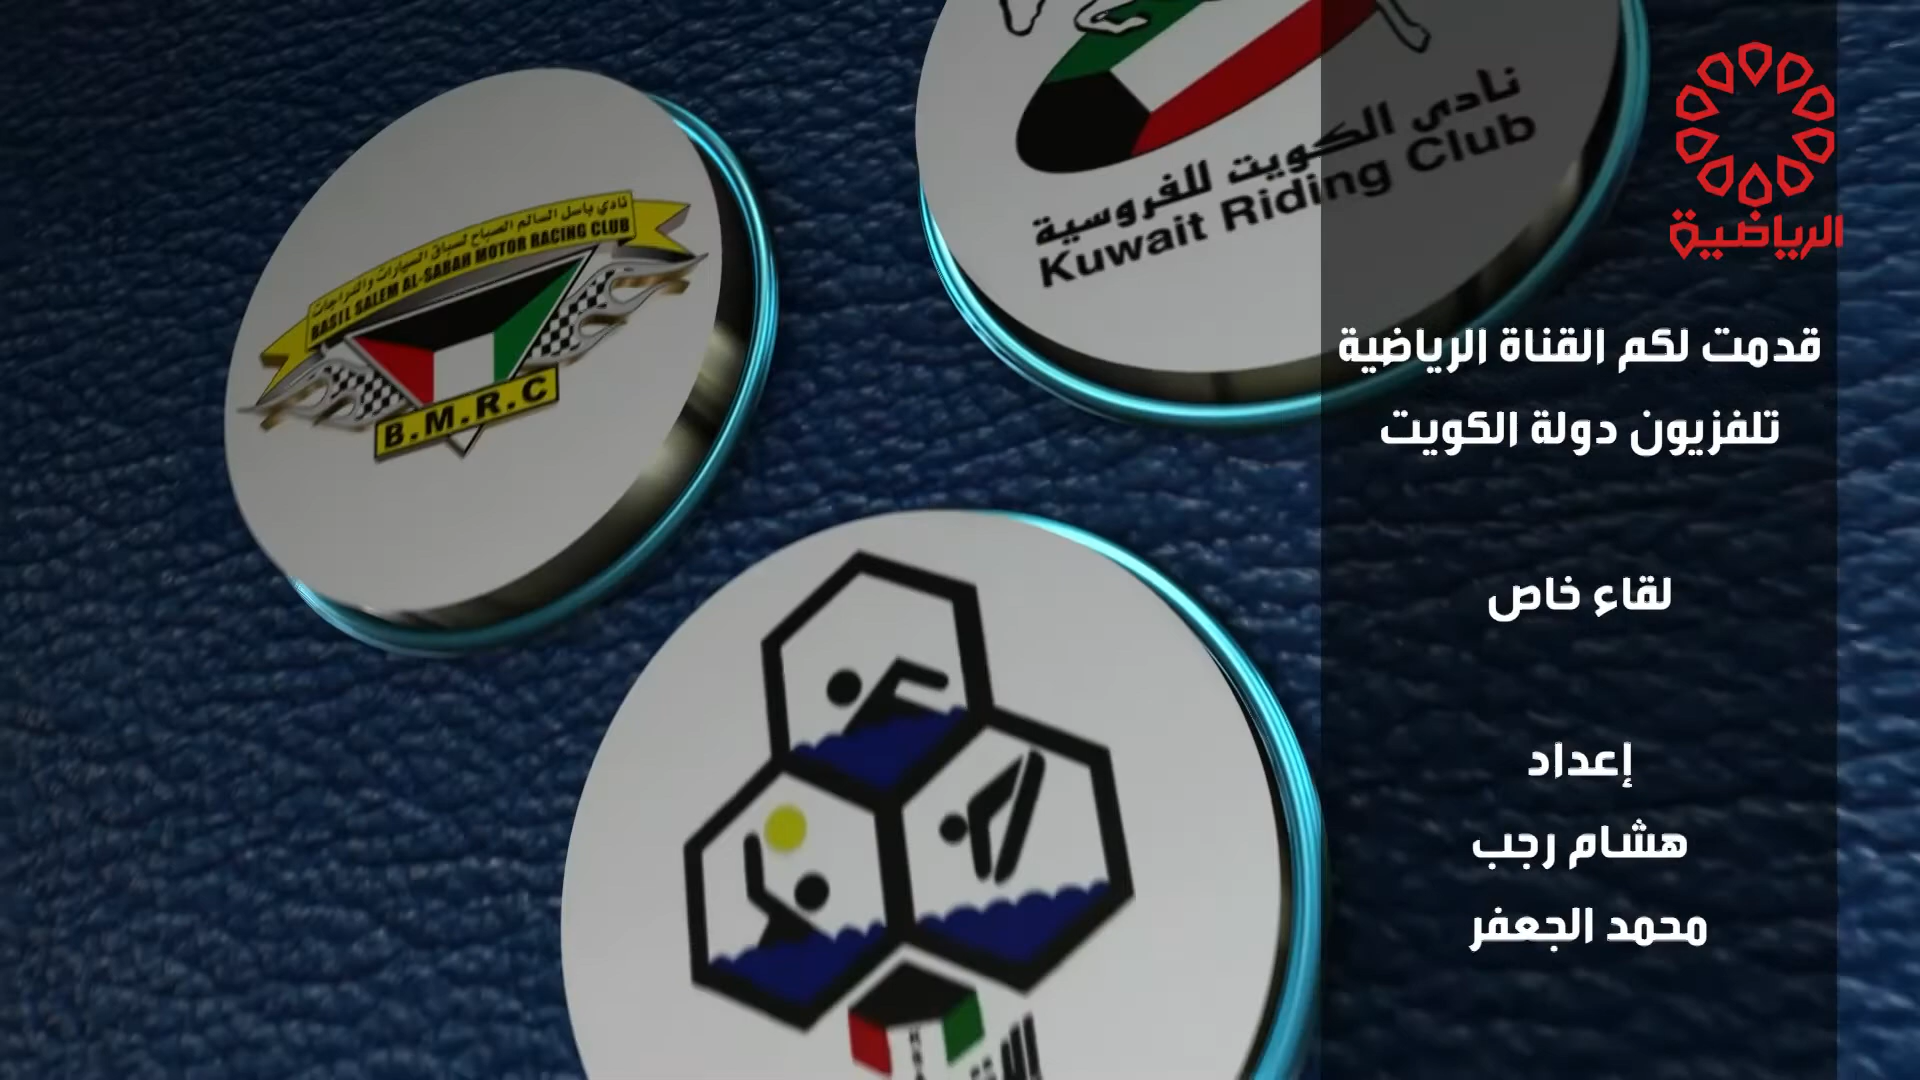 نادي باسل السالم الصباح لسباق السيارات والدراجات
BASIL SALEM AL-SABAH MOTOR RACING CLUB
B.M.R.C
نادي الكويت للفروسية
Kuwait Riding Club
الرياضية
قدمت لكم القناة الرياضية
تلفزيون دولة الكويت
لقاء خاص
إعداد
هشام رجب
محمد الجعفر